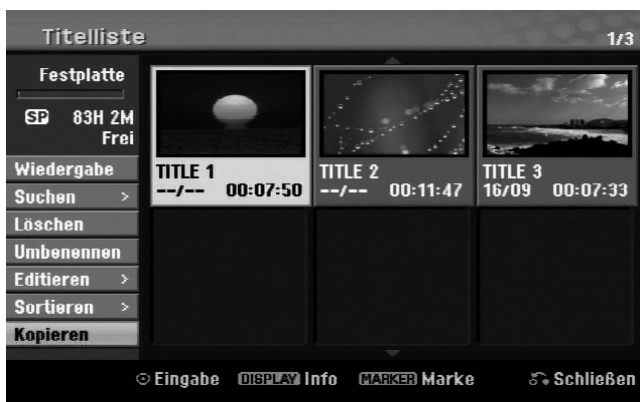 Titelliste
1/3
Festplatte
SP 83H 2M
Frei
Wiedergabe
Suchen >
Löschen
Umbenennen
Editieren >
Sortieren >
Kopieren
TITLE 1
--/-- 00:07:50
TITLE 2
--/-- 00:11:47
TITLE 3
16/09 00:07:33
Eingabe DISPLAY Info MARKER Marke Schließen